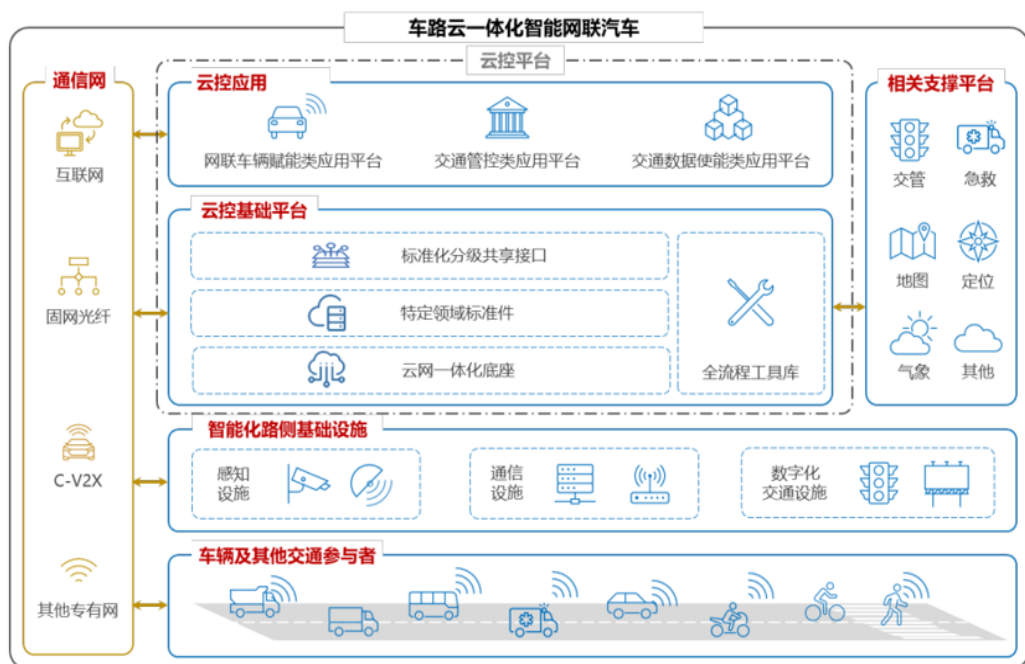 车路云一体化智能网联汽车
云控平台
通信网
互联网
固网光纤
C-V2X
其他专有网
云控应用
网联车辆赋能类应用平台
交通管控类应用平台
交通数据使能类应用平台
云控基础平台
标准化分级共享接口
特定领域标准件
云网一体化底座
全流程工具库
相关支撑平台
交管
急救
地图
定位
气象
其他
智能化路侧基础设施
感知
设施
通信
设施
数字化
交通设施
车辆及其他交通参与者